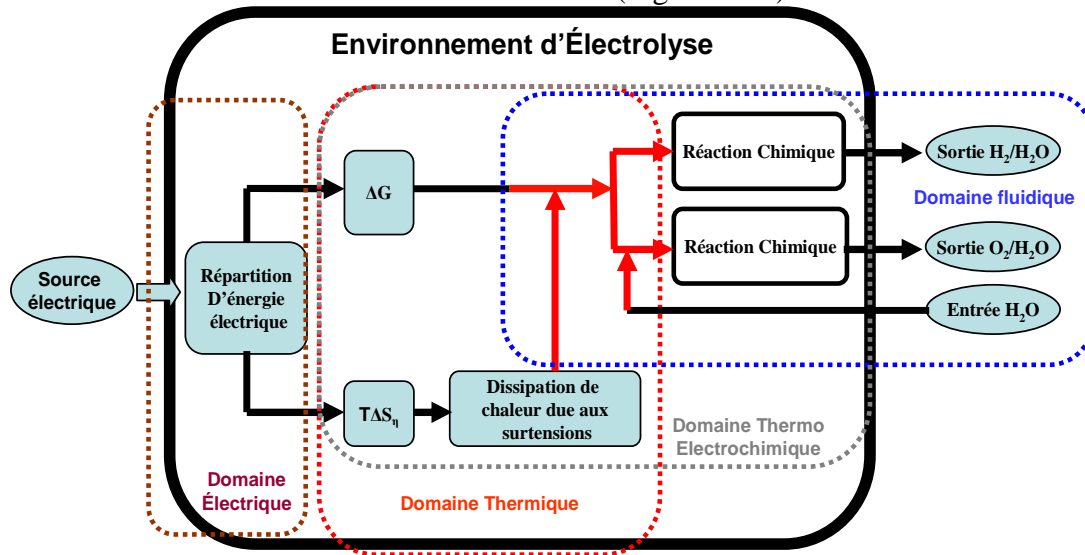 Environnement d'Électrolyse
Source
électrique
Répartition
D'énergie
électrique
ΔG
TΔSη
Dissipation de
chaleur due aux
surtensions
Réaction Chimique
Réaction Chimique
Sortie H2/H2O
Domaine fluidique
Sortie O2/H2O
Entrée H2O
Domaine Thermo
Electrochimique
Domaine
Électrique
Domaine Thermique